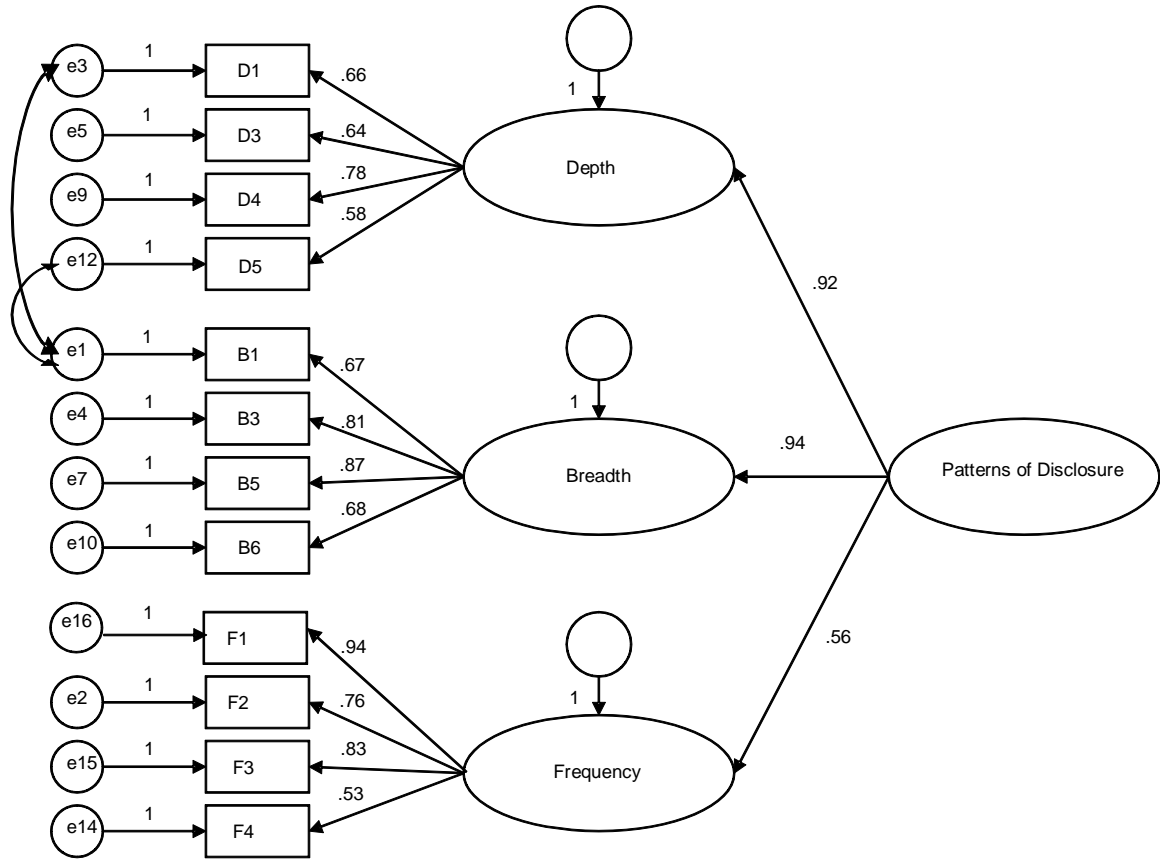 1
e3
1
D1
.66
e5
1
D3
.64
e9
1
D4
.78
e12
1
D5
.58
1
Depth
.92
e1
1
B1
.67
e4
1
B3
.81
e7
1
B5
.87
e10
1
B6
.68
1
Breadth
.94
Patterns of Disclosure
e16
1
F1
.94
e2
1
F2
.76
e15
1
F3
.83
e14
1
F4
.53
Frequency
.56